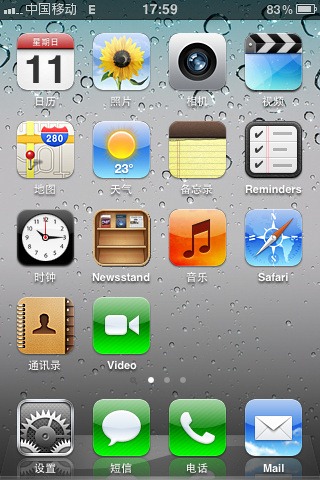 中国移动 E 17:59 83%
星期日
11
280
23°
日历 照片 相机 视频
地图 天气 备忘录 Reminders
时钟 Newsstand 音乐 Safari
通讯录 Video
设置 短信 电话 Mail